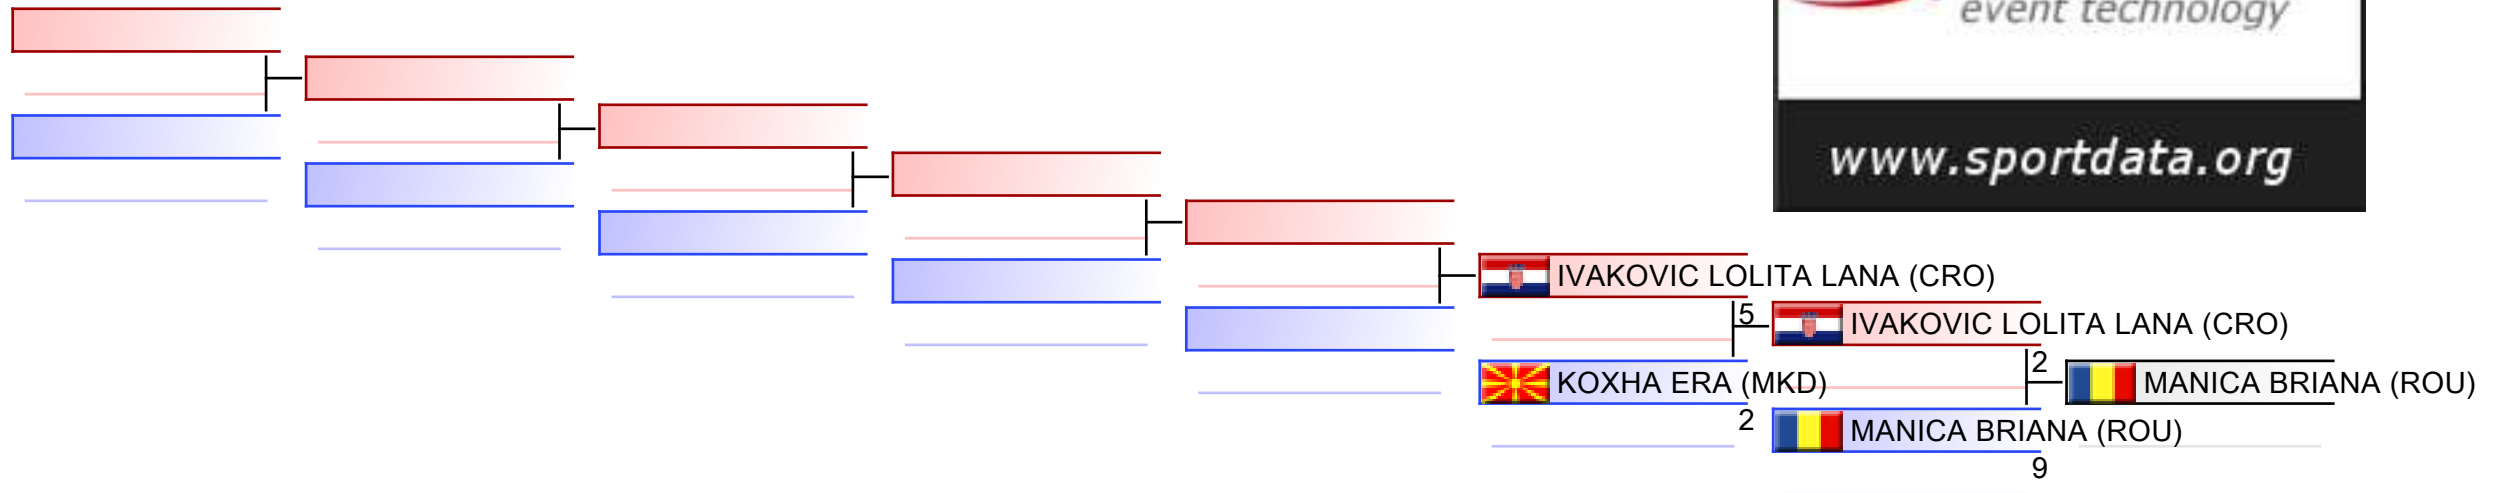 event technology
www.sportdata.org
IVAKOVIC LOLITA LANA (CRO)
5
IVAKOVIC LOLITA LANA (CRO)
2
KOXHA ERA (MKD)
MANICA BRIANA (ROU)
2
MANICA BRIANA (ROU)
9